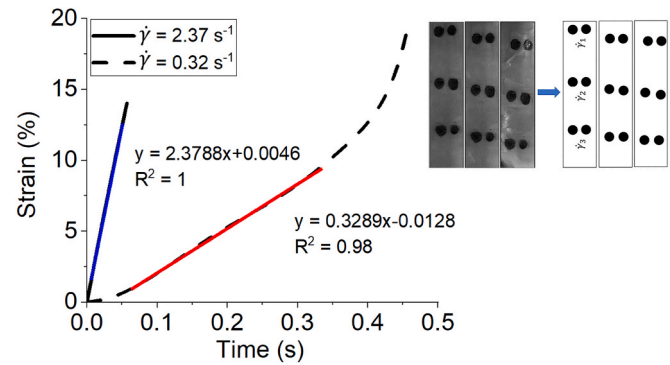 20
15
10
5
0
Strain (%)
γ̇ = 2.37 s⁻¹
γ̇ = 0.32 s⁻¹
y = 2.3788x+0.0046
R² = 1
y = 0.3289x−0.0128
R² = 0.98
0.0 0.1 0.2 0.3 0.4 0.5
Time (s)
γ̇₁
γ̇₂
γ̇₃